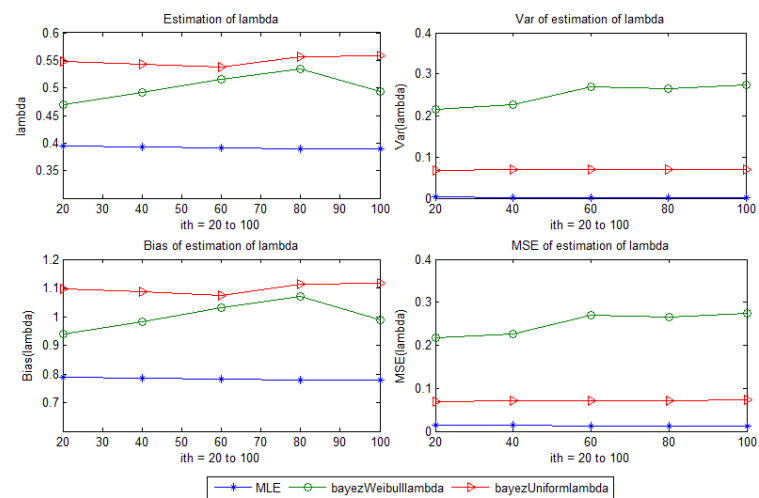 Estimation of lambda
0.6
0.55
0.5
0.45
0.4
0.35
lambda
20 30 40 50 60 70 80 90 100
ith = 20 to 100
Var of estimation of lambda
0.4
0.3
0.2
0.1
0
Var(lambda)
20 40 60 80 100
ith = 20 to 100
Bias of estimation of lambda
1.2
1.1
1
0.9
0.8
0.7
Bias(lambda)
20 30 40 50 60 70 80 90 100
ith = 20 to 100
MSE of estimation of lambda
0.4
0.3
0.2
0.1
0
MSE(lambda)
20 40 60 80 100
ith = 20 to 100
MLE bayezWeibulllambda bayezUniformlambda